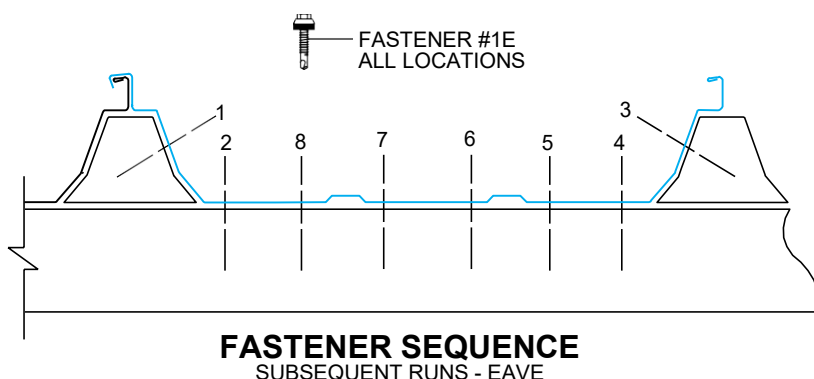 FASTENER #1E
ALL LOCATIONS
1
2
8
7
6
5
4
3
FASTENER SEQUENCE
SUBSEQUENT RUNS - EAVE